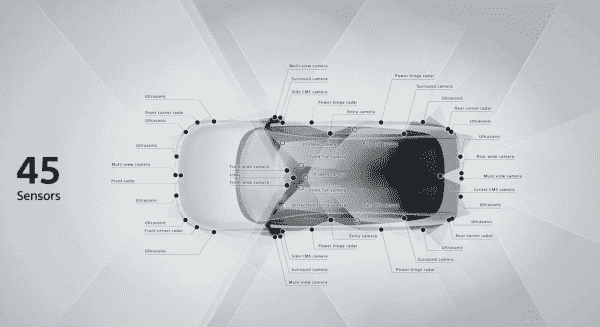 45
Sensors
Multi view camera
Surround camera
Side CMS camera
Power hinge radar
Entry camera
Power hinge radar
Surround camera
Ultrasonic
Rear corner radar
Ultrasonic
Ultrasonic
Rear wide camera
Multi view camera
Center CMS camera
Ultrasonic
Ultrasonic
Rear corner radar
Ultrasonic
Surround camera
Power hinge radar
Entry camera
Power hinge radar
Side CMS camera
Surround camera
Multi view camera
Ultrasonic
Front corner radar
Ultrasonic
Ultrasonic
Multi view camera
Front radar
Ultrasonic
Ultrasonic
Front corner radar
Ultrasonic
Front wide camera
Lidar
Front wide camera